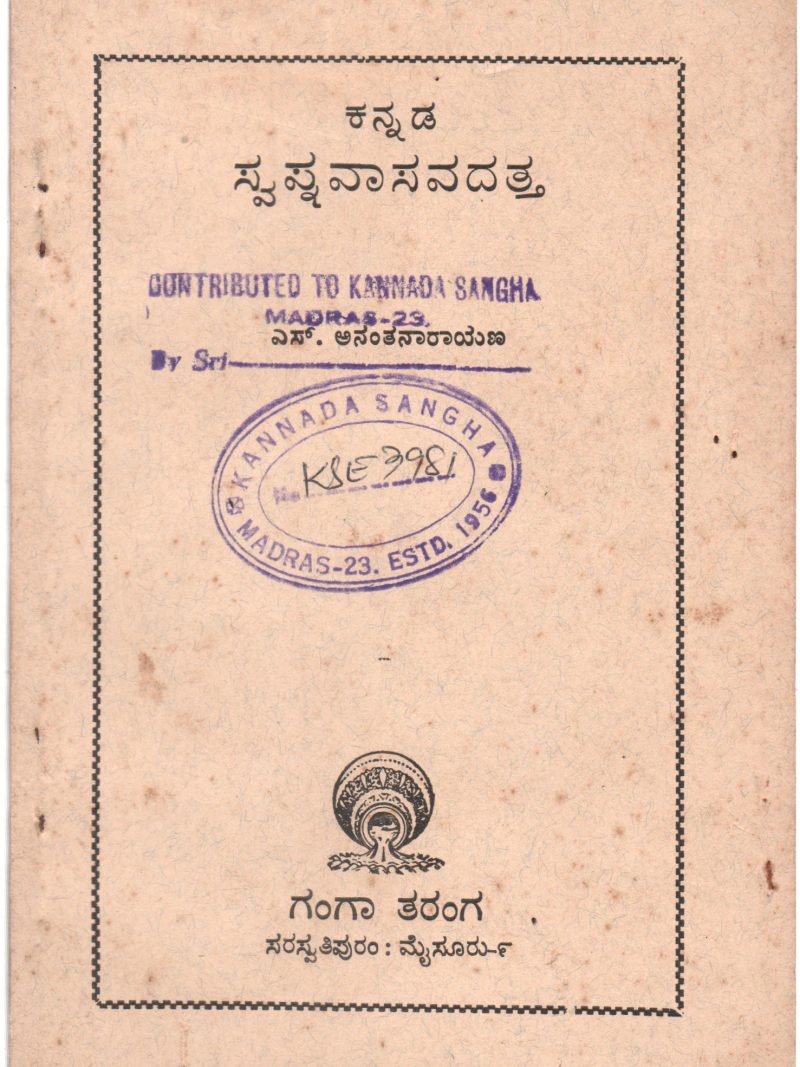 ಕನ್ನಡ
ಸ್ವಪ್ನವಾಸವದತ್ತ
CONTRIBUTED TO KANNADA SANGHA
MADRAS-23.
ಎಸ್. ಅನಂತನಾರಾಯಣ
By Sri
KANNADA SANGHA
No KSE 3981
MADRAS-23. ESTD. 1956
ಗಂಗಾ ತರಂಗ
ಸರಸ್ವತಿಪುರಂ : ಮೈಸೂರು-೯